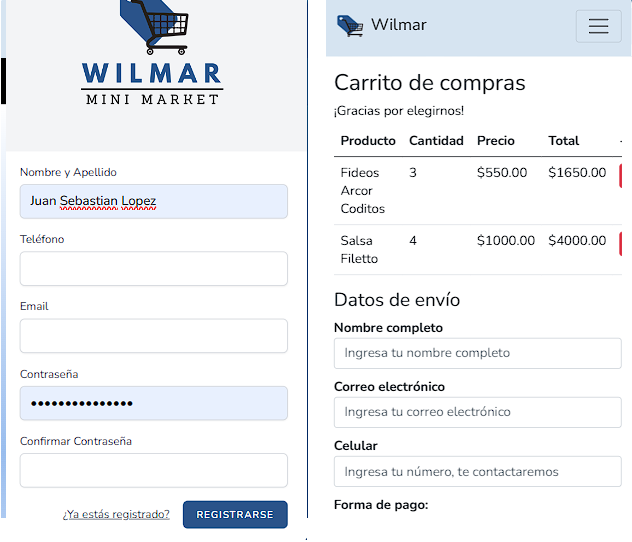 WILMAR
MINI MARKET
Nombre y Apellido
Juan Sebastian Lopez
Teléfono
Email
Contraseña
•••••••••••••••
Confirmar Contraseña
¿Ya estás registrado? REGISTRARSE
Wilmar
Carrito de compras
¡Gracias por elegirnos!
Producto Cantidad Precio Total
Fideos 3 $550.00 $1650.00
Arcor
Coditos
Salsa 4 $1000.00 $4000.00
Filetto
Datos de envío
Nombre completo
Ingresa tu nombre completo
Correo electrónico
Ingresa tu correo electrónico
Celular
Ingresa tu número, te contactaremos
Forma de pago: